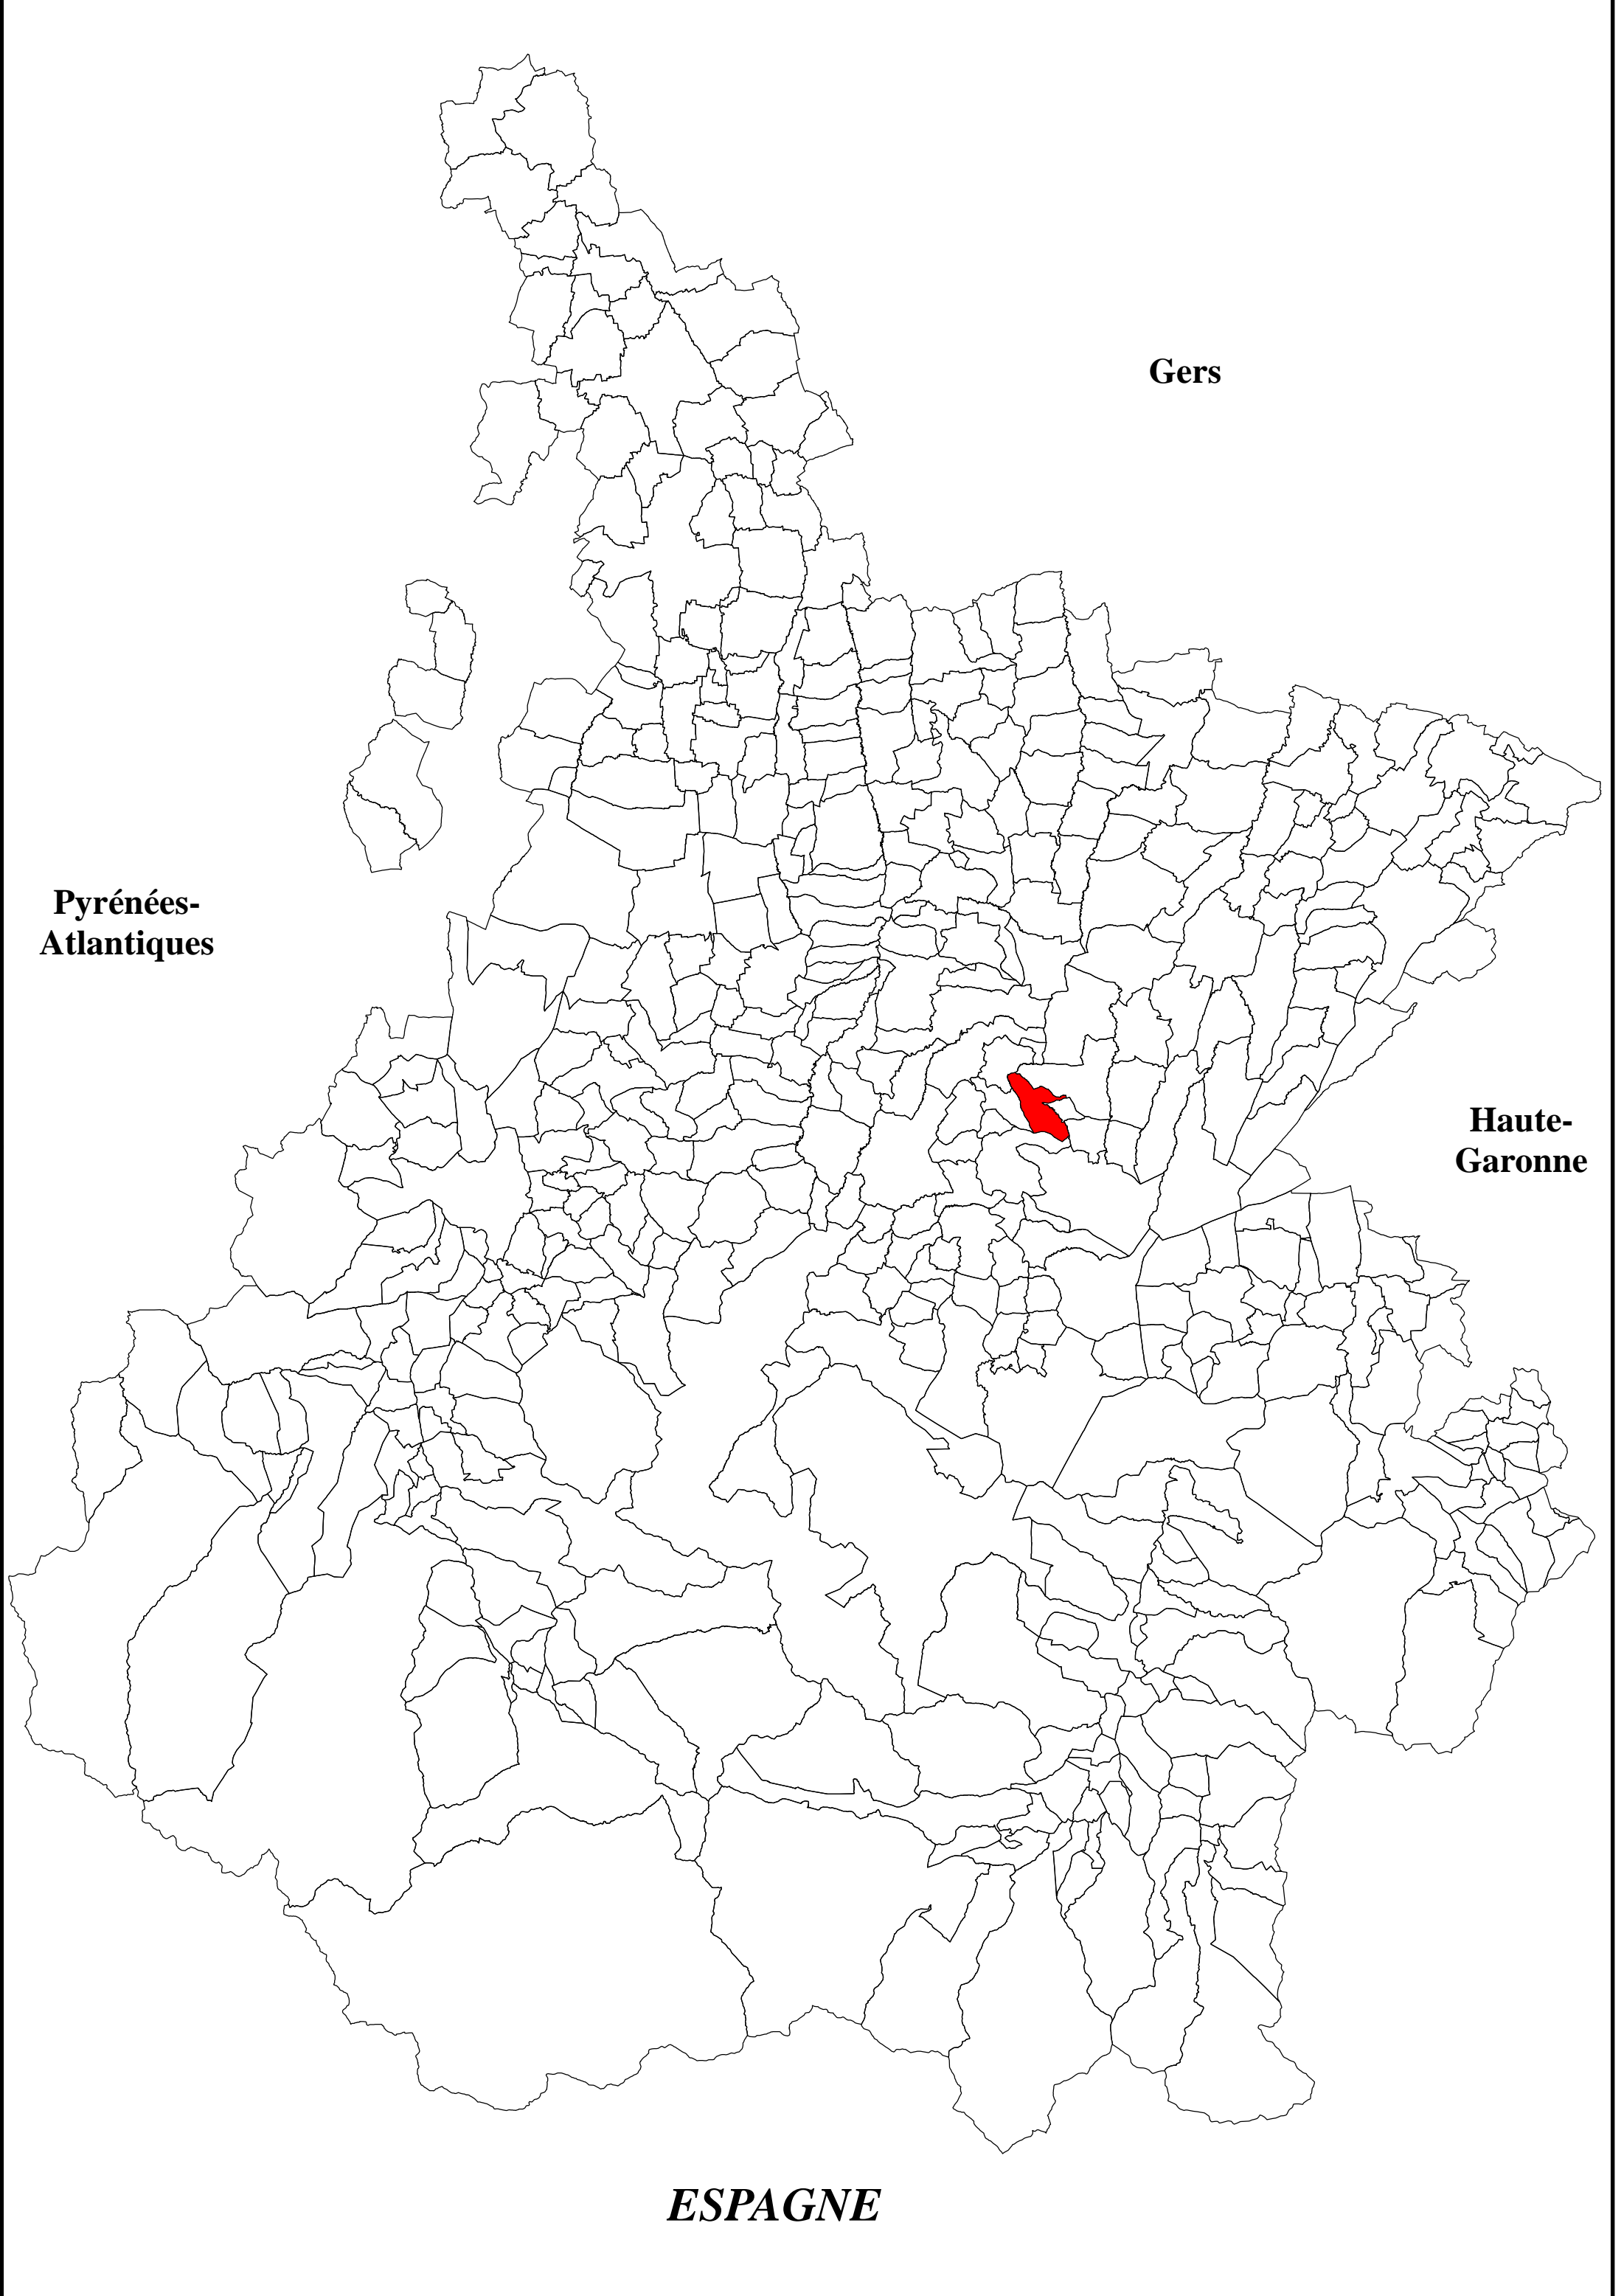 Gers
Pyrénées-
Atlantiques
Haute-
Garonne
ESPAGNE